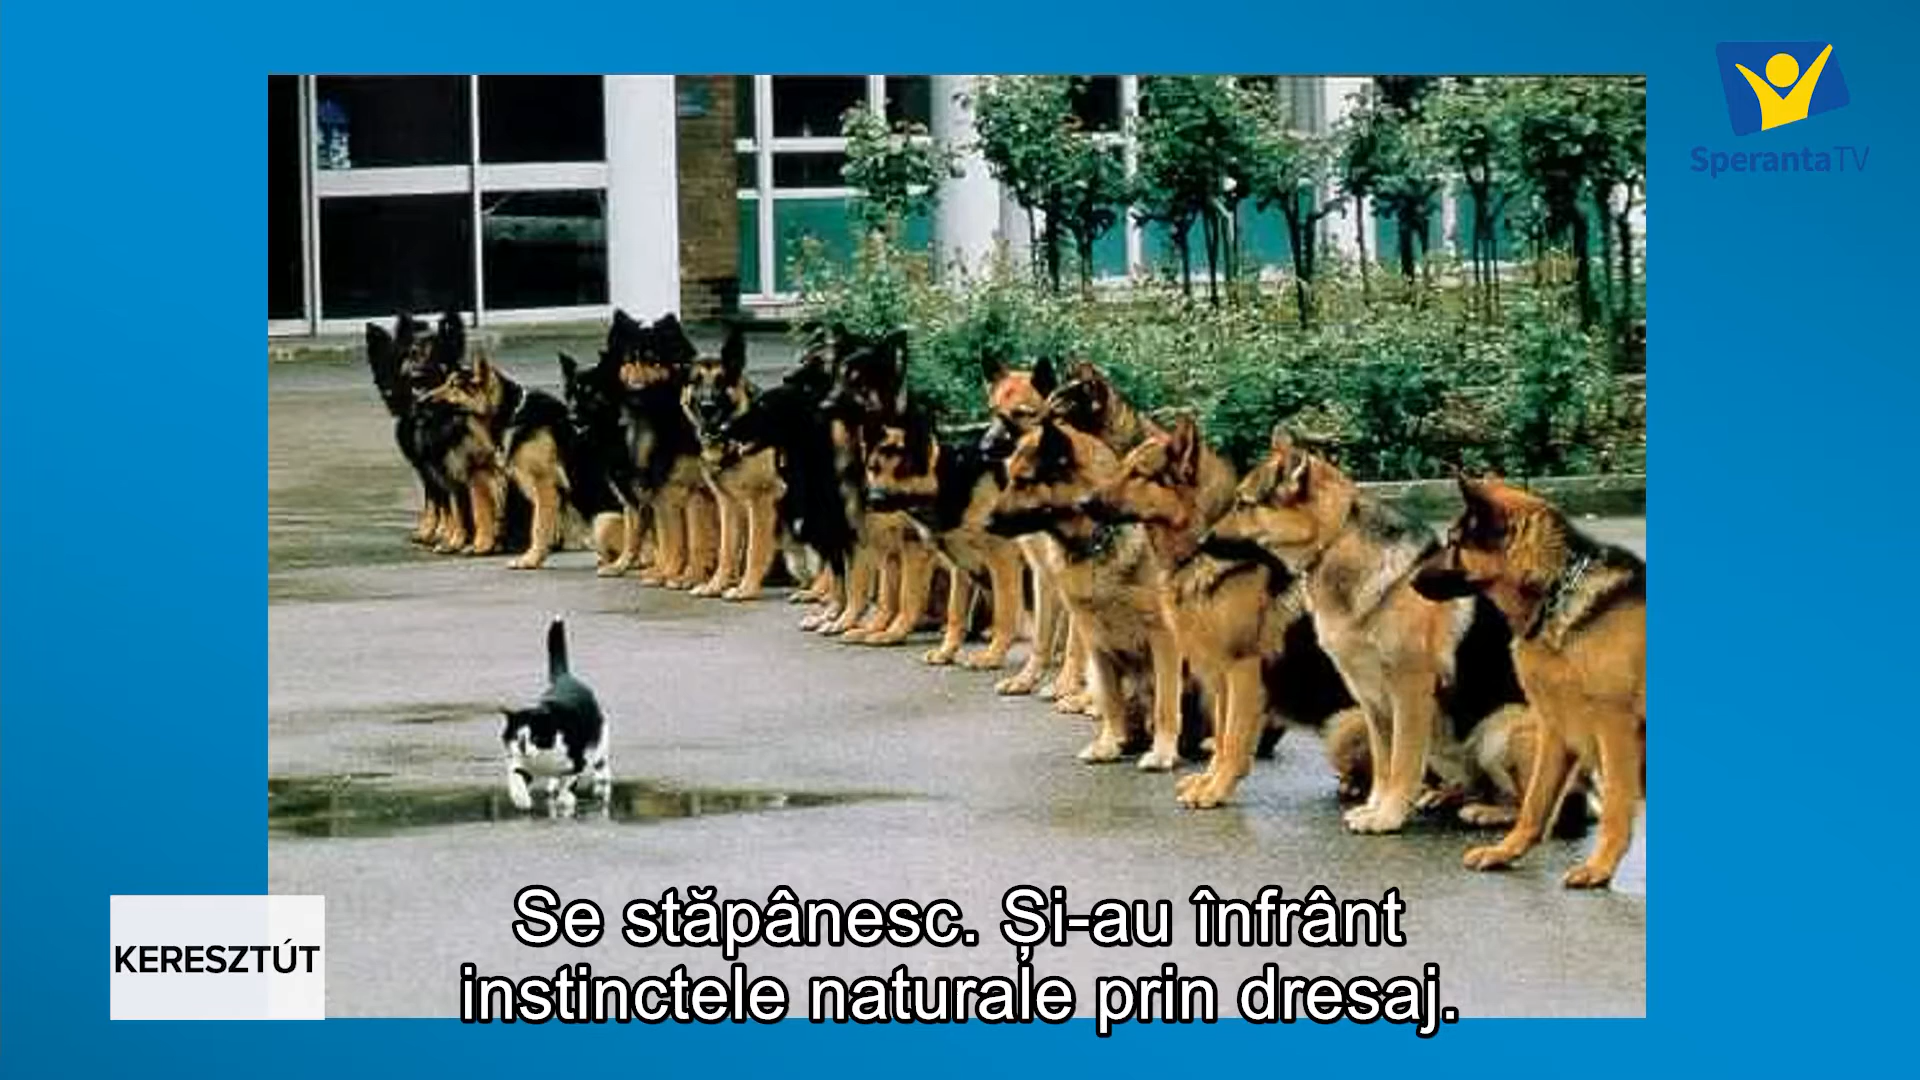 SperantaTV
KERESZTÚT
Se stăpânesc. Și-au înfrânt
instinctele naturale prin dresaj.